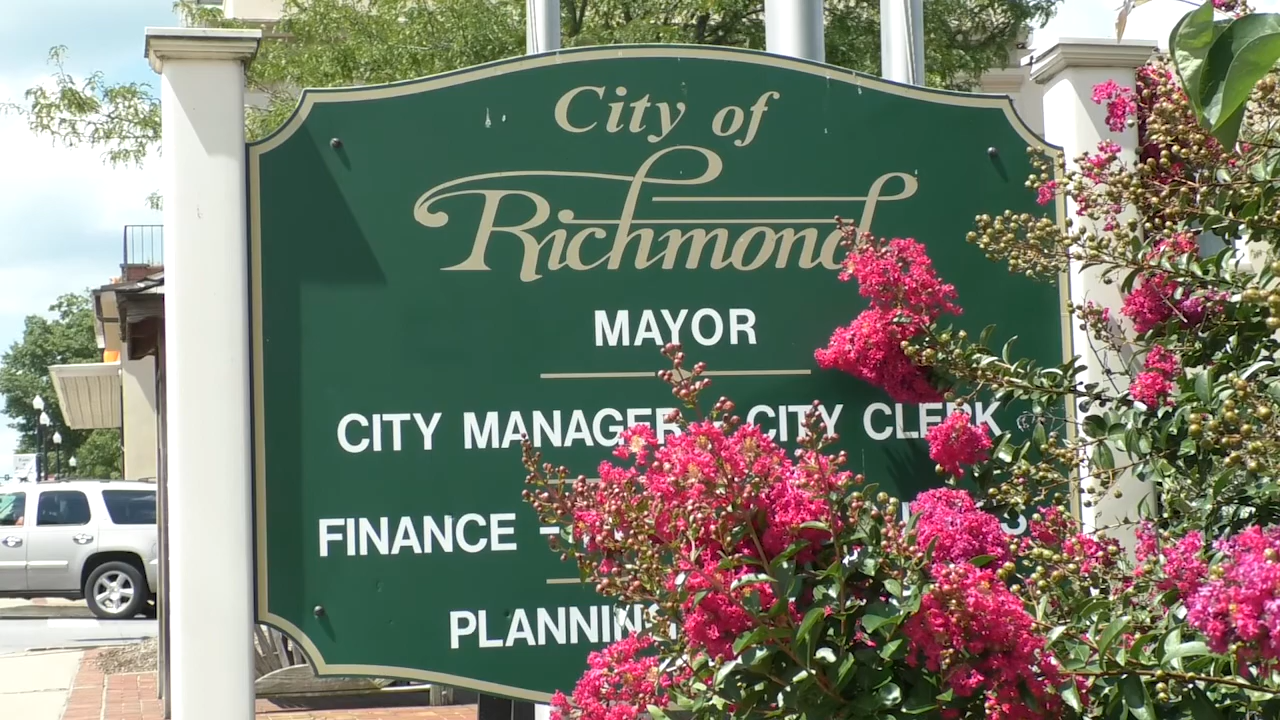 City of
Richmond
MAYOR
CITY MANAGER - CITY CLERK
FINANCE -
PLANNING